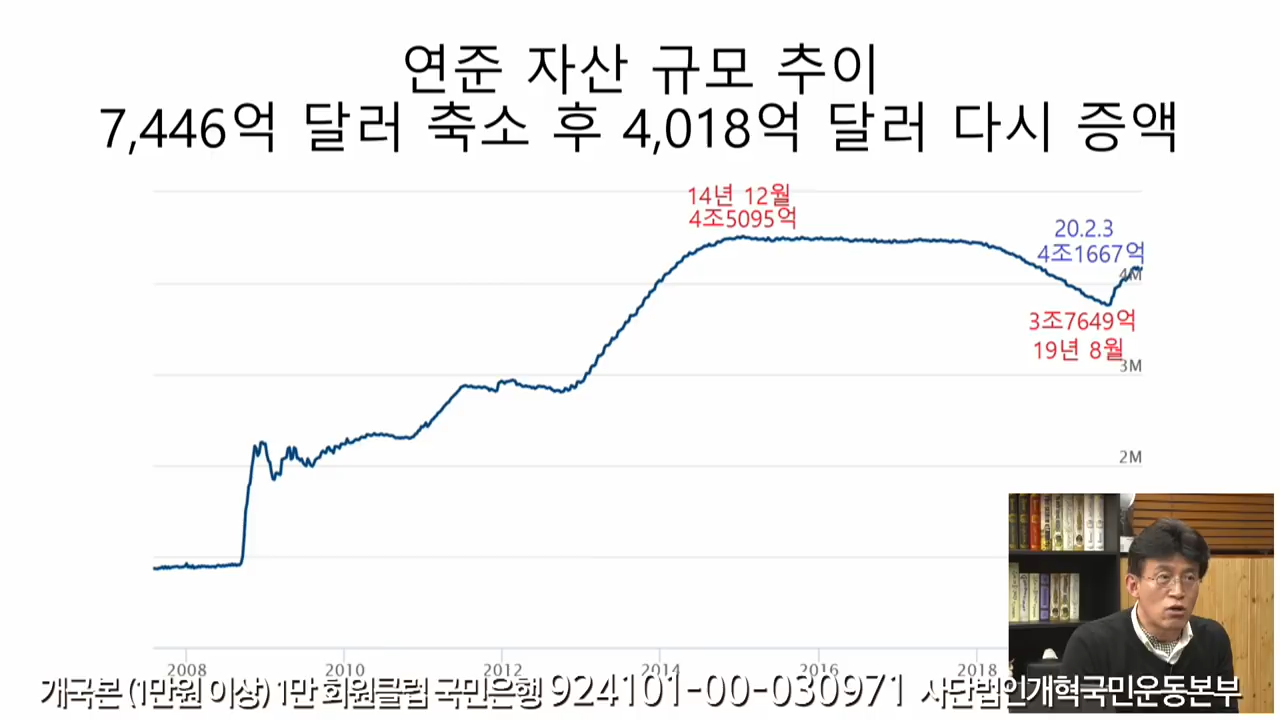 연준 자산 규모 추이
7,446억 달러 축소 후 4,018억 달러 다시 증액
14년 12월
4조5095억
20.2.3
4조1667억
4M
3조7649억
19년 8월
3M
2M
2008 2010 2012 2014 2016 2018
개국본 (1만원 이상) 1만 회원클럽 국민은행 924101-00-030971 사단법인개혁국민운동본부